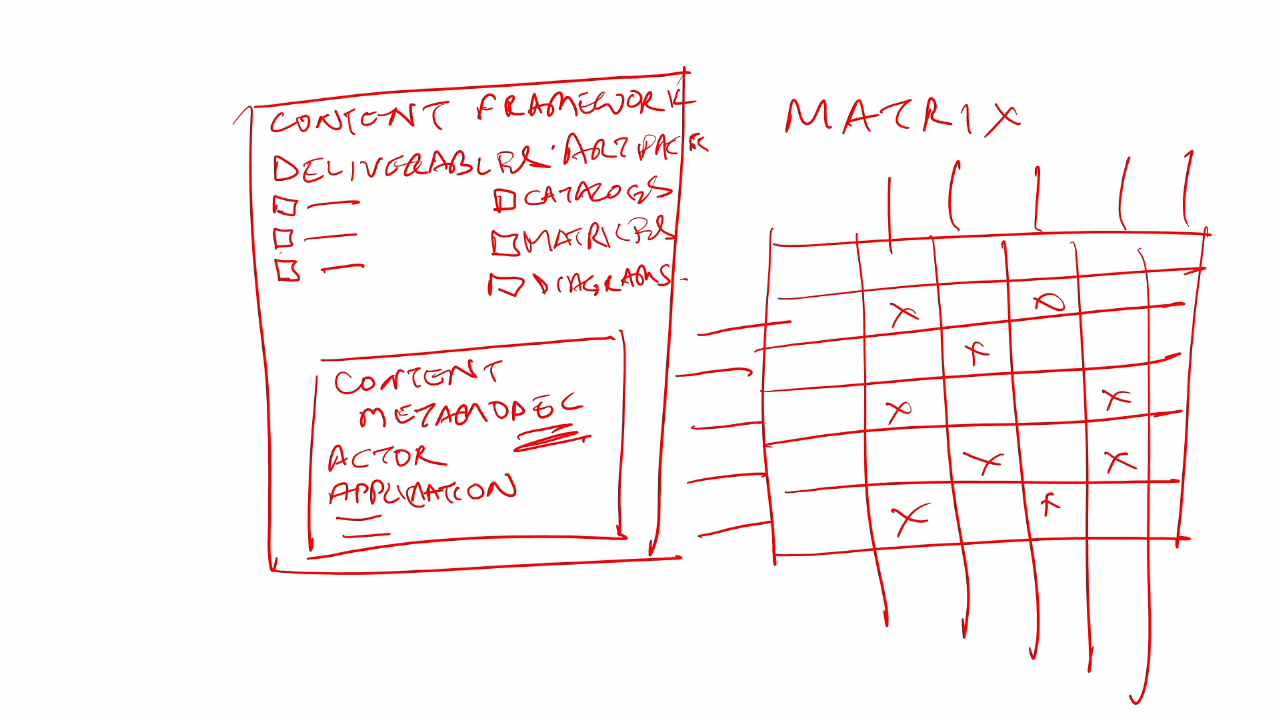 CONTENT FRAMEWORK
DELIVERABLES · ARTIFACTS
CATALOGS
MATRICES
DIAGRAMS
CONTENT
METAMODEL
ACTOR
APPLICATION
MATRIX